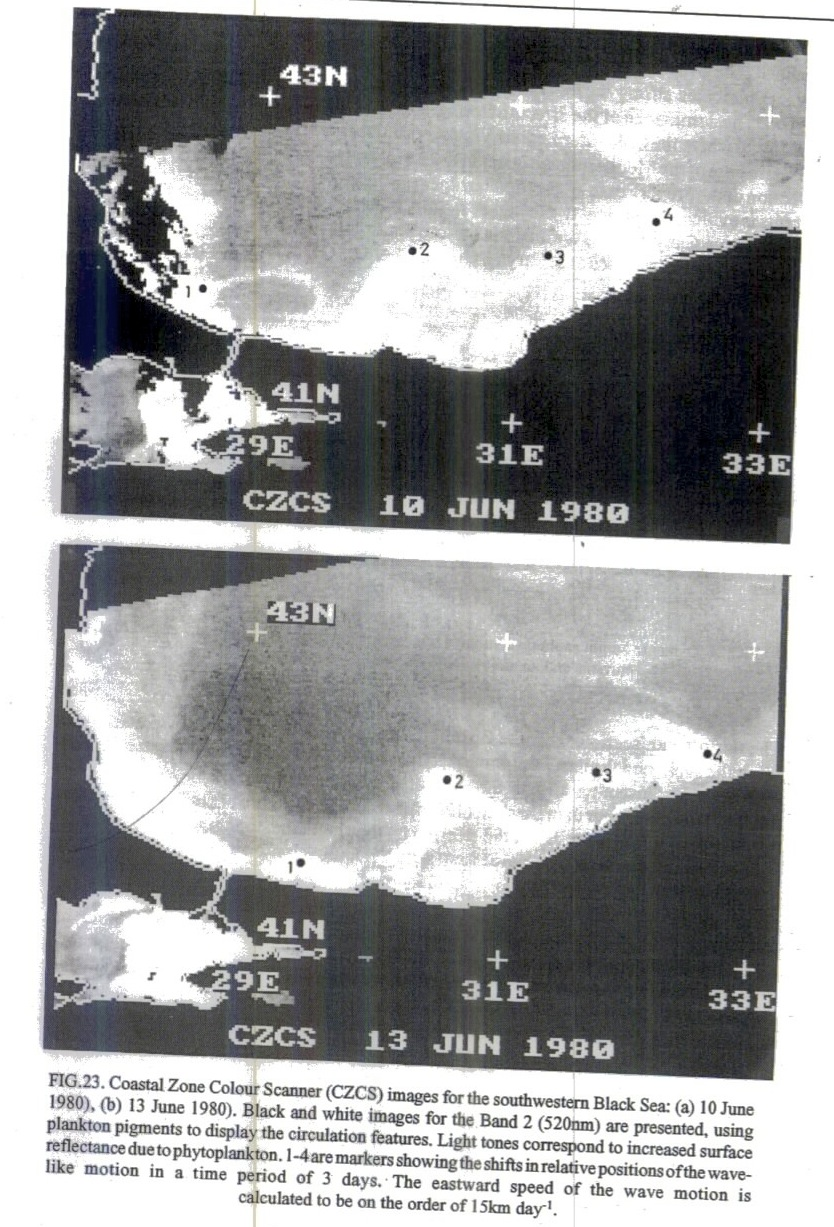 43N
4
2
3
1
41N
29E
31E
33E
CZCS 10 JUN 1980
43N
4
3
2
1
41N
29E
31E
33E
CZCS 13 JUN 1980
FIG.23. Coastal Zone Colour Scanner (CZCS) images for the southwestern Black Sea: (a) 10 June
1980), (b) 13 June 1980). Black and white images for the Band 2 (520nm) are presented, using
plankton pigments to display the circulation features. Light tones correspond to increased surface
reflectance due to phytoplankton. 1-4 are markers showing the shifts in relative positions of the wave-
like motion in a time period of 3 days. The eastward speed of the wave motion is
calculated to be on the order of 15km day⁻¹.